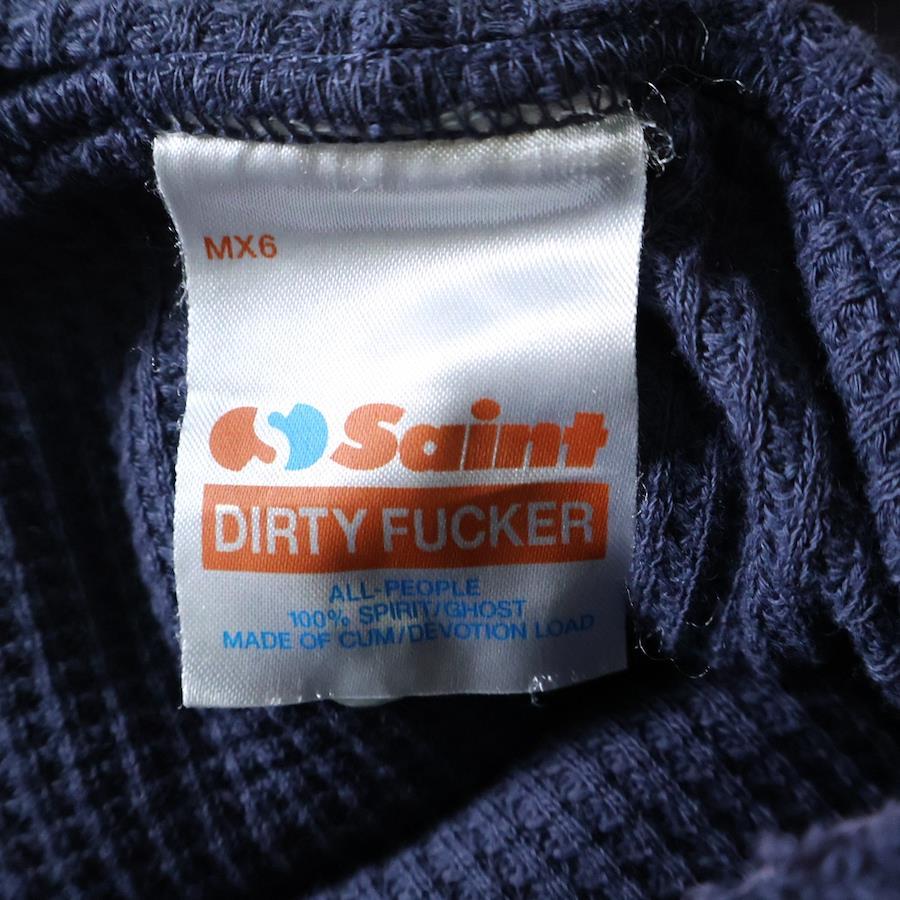 MX6
Saint
DIRTY FUCKER
ALL-PEOPLE
100% SPIRIT/GHOST
MADE OF CUM/DEVOTION LOAD